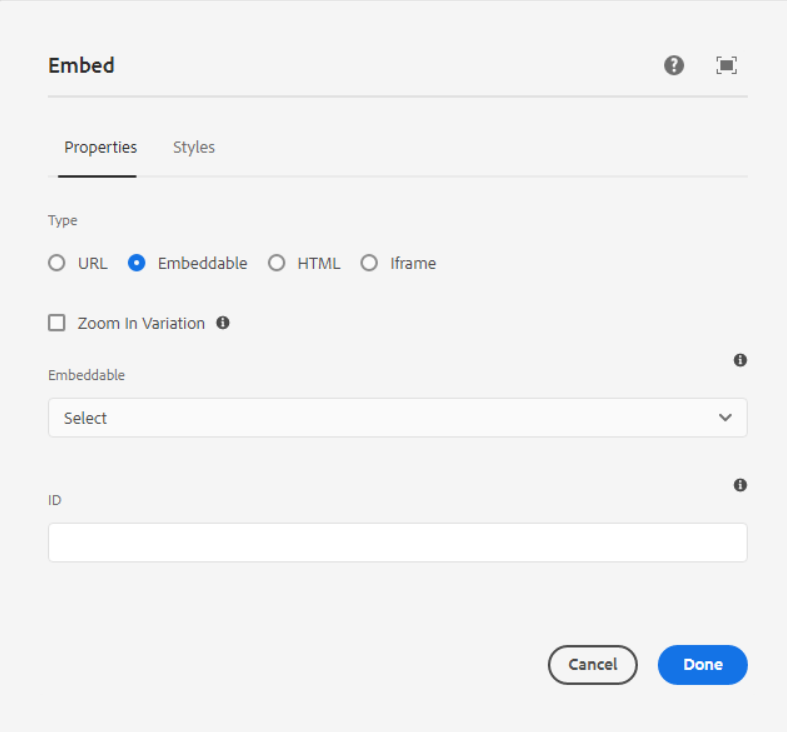 Embed
Properties Styles
Type
URL Embeddable HTML Iframe
Zoom In Variation
Embeddable
Select
ID
Cancel Done